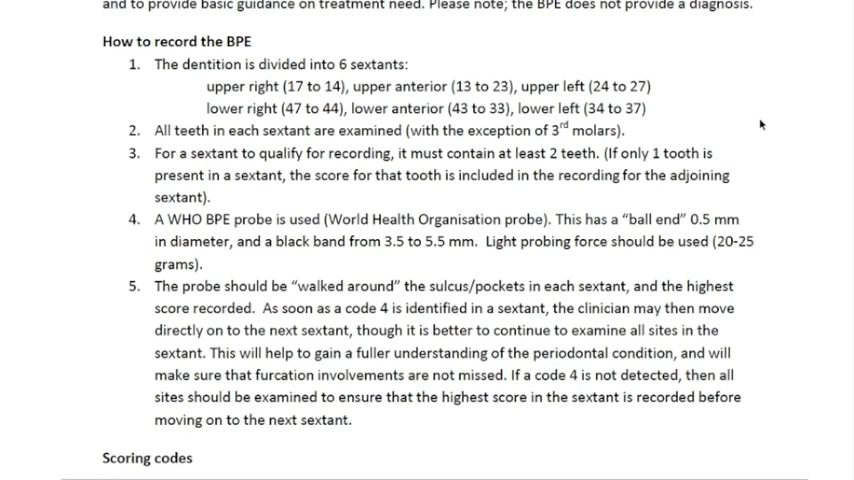 and to provide basic guidance on treatment need. Please note; the BPE does not provide a diagnosis.
How to record the BPE
1. The dentition is divided into 6 sextants:
upper right (17 to 14), upper anterior (13 to 23), upper left (24 to 27)
lower right (47 to 44), lower anterior (43 to 33), lower left (34 to 37)
2. All teeth in each sextant are examined (with the exception of 3rd molars).
3. For a sextant to qualify for recording, it must contain at least 2 teeth. (If only 1 tooth is
present in a sextant, the score for that tooth is included in the recording for the adjoining
sextant).
4. A WHO BPE probe is used (World Health Organisation probe). This has a “ball end” 0.5 mm
in diameter, and a black band from 3.5 to 5.5 mm. Light probing force should be used (20-25
grams).
5. The probe should be “walked around” the sulcus/pockets in each sextant, and the highest
score recorded. As soon as a code 4 is identified in a sextant, the clinician may then move
directly on to the next sextant, though it is better to continue to examine all sites in the
sextant. This will help to gain a fuller understanding of the periodontal condition, and will
make sure that furcation involvements are not missed. If a code 4 is not detected, then all
sites should be examined to ensure that the highest score in the sextant is recorded before
moving on to the next sextant.
Scoring codes